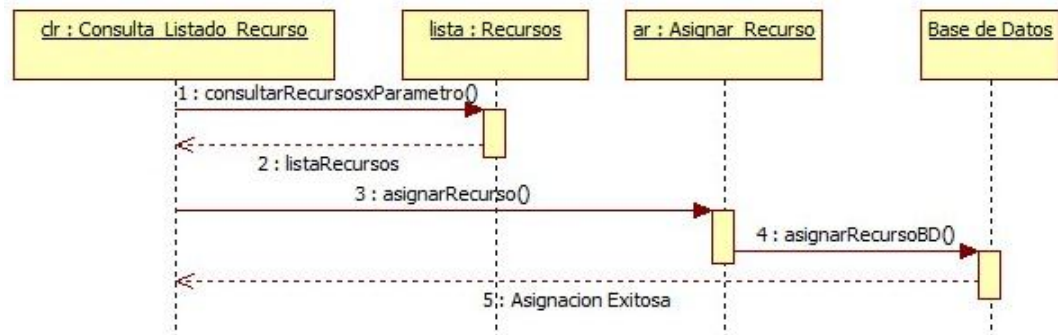 clr : Consulta_Listado_Recurso
lista : Recursos
ar : Asignar_Recurso
Base de Datos
1 : consultarRecursosxParametro()
2 : listaRecursos
3 : asignarRecurso()
4 : asignarRecursoBD()
5 : Asignacion Exitosa